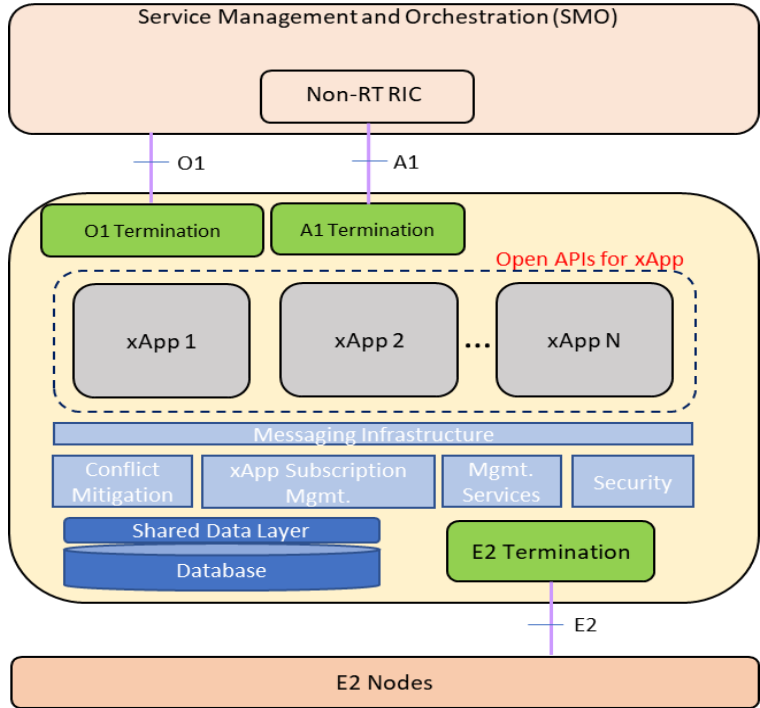 Service Management and Orchestration (SMO)
Non-RT RIC
O1
A1
O1 Termination
A1 Termination
Open APIs for xApp
xApp 1
xApp 2
...
xApp N
Messaging Infrastructure
Conflict
Mitigation
xApp Subscription
Mgmt.
Mgmt.
Services
Security
Shared Data Layer
Database
E2 Termination
E2
E2 Nodes